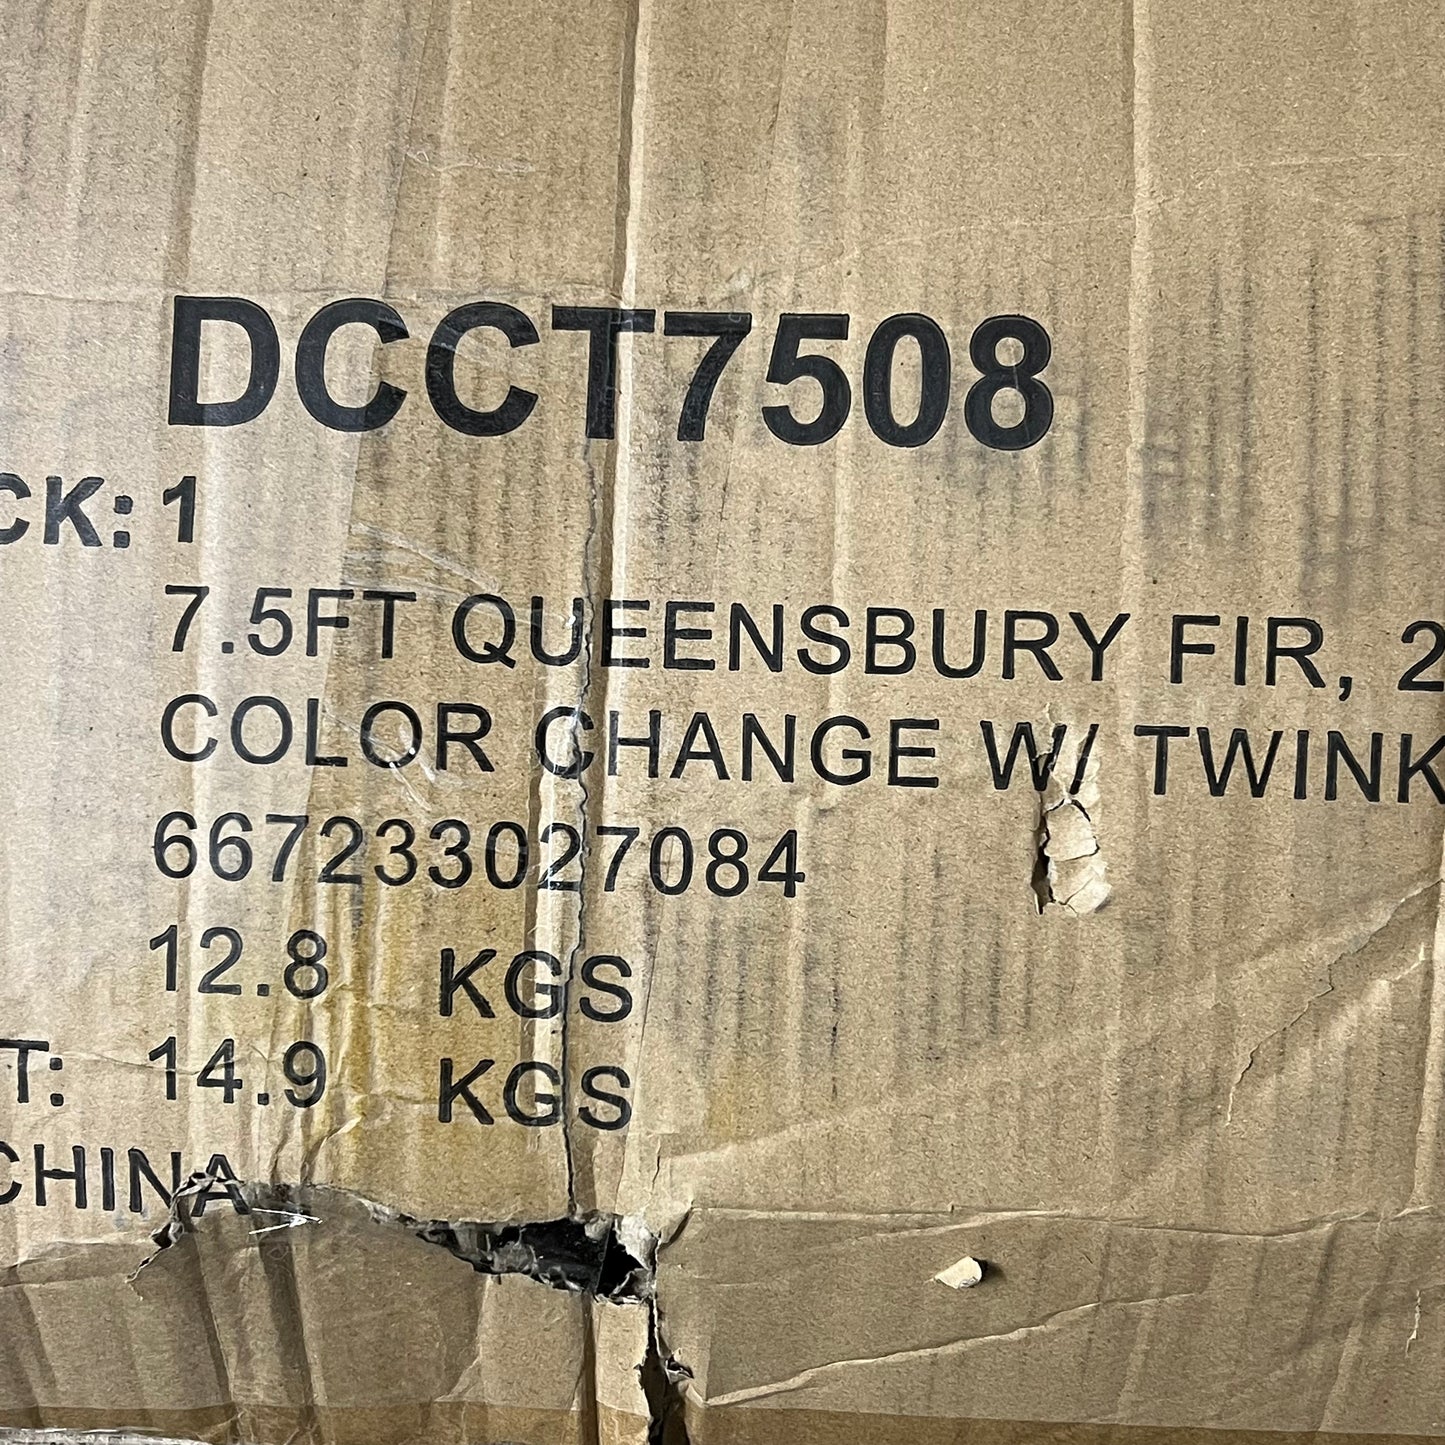 DCCT7508
CK: 1
7.5FT QUEENSBURY FIR, 2
COLOR CHANGE W/ TWINK
667233027084
12.8 KGS
T: 14.9 KGS
CHINA